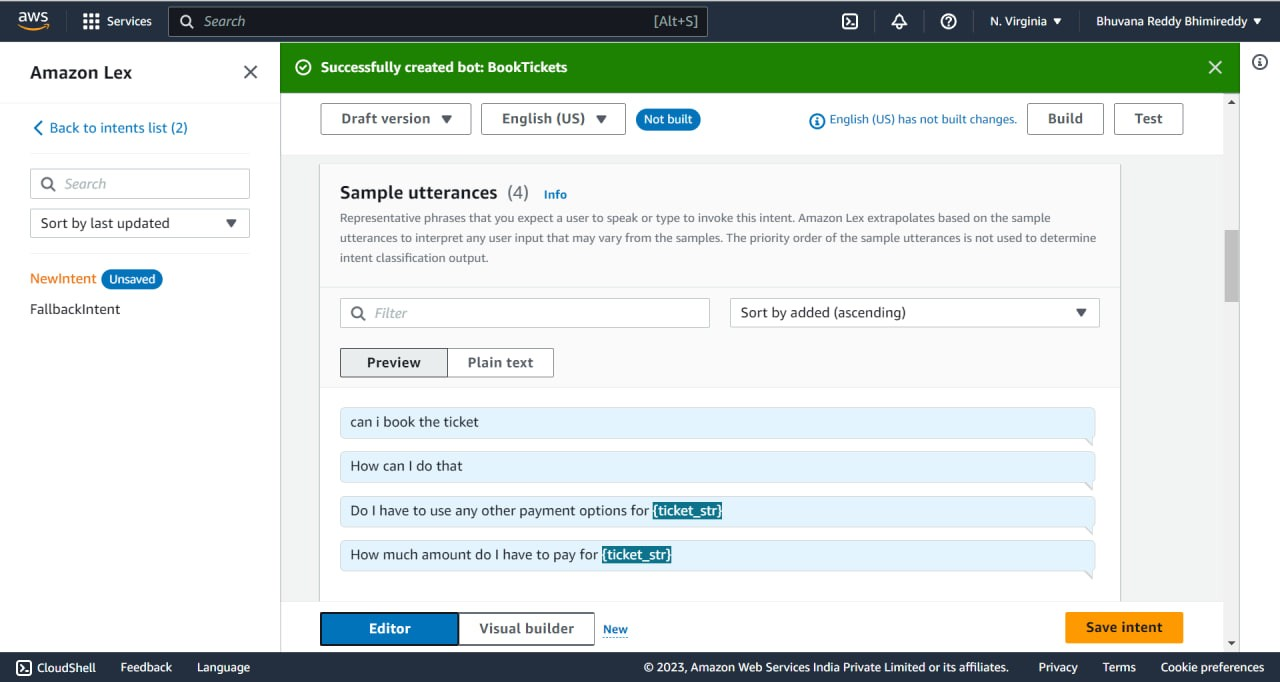 aws
Services
Search
[Alt+S]
N. Virginia
Bhuvana Reddy Bhimireddy
Amazon Lex
Back to intents list (2)
Search
Sort by last updated
NewIntent Unsaved
FallbackIntent
Successfully created bot: BookTickets
Draft version
English (US)
Not built
English (US) has not built changes.
Build
Test
Sample utterances (4) Info
Representative phrases that you expect a user to speak or type to invoke this intent. Amazon Lex extrapolates based on the sample
utterances to interpret any user input that may vary from the samples. The priority order of the sample utterances is not used to determine
intent classification output.
Filter
Sort by added (ascending)
Preview
Plain text
can i book the ticket
How can I do that
Do I have to use any other payment options for {ticket_str}
How much amount do I have to pay for {ticket_str}
Editor
Visual builder
New
Save intent
CloudShell
Feedback
Language
© 2023, Amazon Web Services India Private Limited or its affiliates.
Privacy
Terms
Cookie preferences